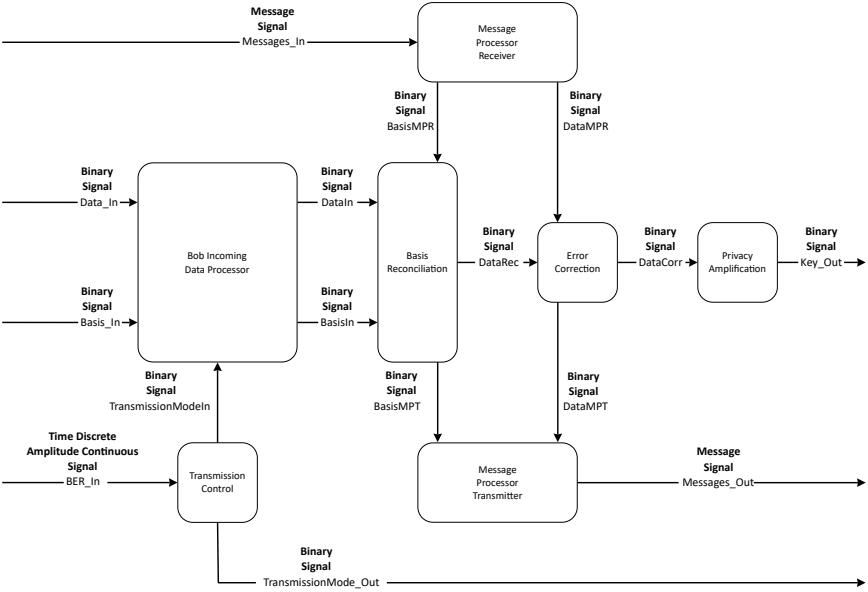 Message
Signal
Messages_In
Message
Processor
Receiver
Binary
Signal
BasisMPR
Binary
Signal
DataMPR
Binary
Signal
Data_In
Binary
Signal
DataIn
Bob Incoming
Data Processor
Basis
Reconciliation
Binary
Signal
DataRec
Error
Correction
Binary
Signal
DataCorr
Privacy
Amplification
Binary
Signal
Key_Out
Binary
Signal
Basis_In
Binary
Signal
BasisIn
Binary
Signal
TransmissionModeIn
Binary
Signal
BasisMPT
Binary
Signal
DataMPT
Time Discrete
Amplitude Continuous
Signal
BER_In
Transmission
Control
Message
Processor
Transmitter
Message
Signal
Messages_Out
Binary
Signal
TransmissionMode_Out